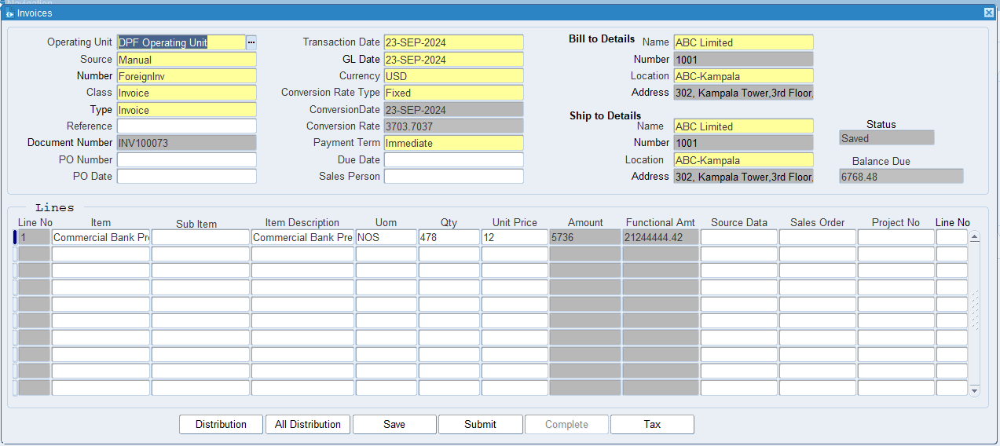 Invoices
Operating Unit DPF Operating Unit ... Transaction Date 23-SEP-2024 Bill to Details Name ABC Limited
Source Manual GL Date 23-SEP-2024 Number 1001
Number ForeignInv Currency USD Location ABC-Kampala
Class Invoice Conversion Rate Type Fixed Address 302, Kampala Tower,3rd Floor,
Type Invoice ConversionDate 23-SEP-2024 Ship to Details
Reference Conversion Rate 3703.7037 Name ABC Limited Status
Document Number INV100073 Payment Term Immediate Number 1001 Saved
PO Number Due Date Location ABC-Kampala Balance Due
PO Date Sales Person Address 302, Kampala Tower,3rd Floor, 6768.48
Lines
Line No Item Sub Item Item Description Uom Qty Unit Price Amount Functional Amt Source Data Sales Order Project No Line No
1 Commercial Bank Pre Commercial Bank Pre NOS 478 12 5736 21244444.42
Distribution All Distribution Save Submit Complete Tax